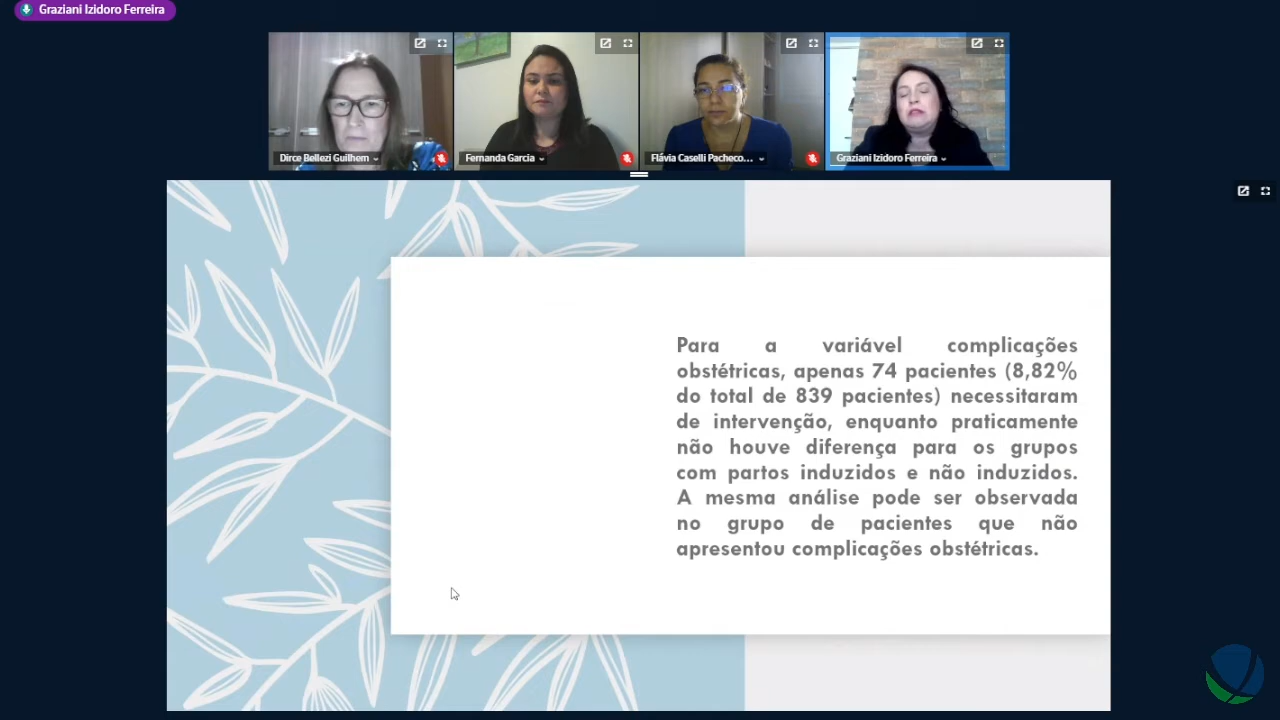 Graziani Izidoro Ferreira
Dirce Bellezi Guilhem
Fernanda Garcia
Flávia Caselli Pacheco...
Graziani Izidoro Ferreira
Para a variável complicações
obstétricas, apenas 74 pacientes (8,82%
do total de 839 pacientes) necessitaram
de intervenção, enquanto praticamente
não houve diferença para os grupos
com partos induzidos e não induzidos.
A mesma análise pode ser observada
no grupo de pacientes que não
apresentou complicações obstétricas.